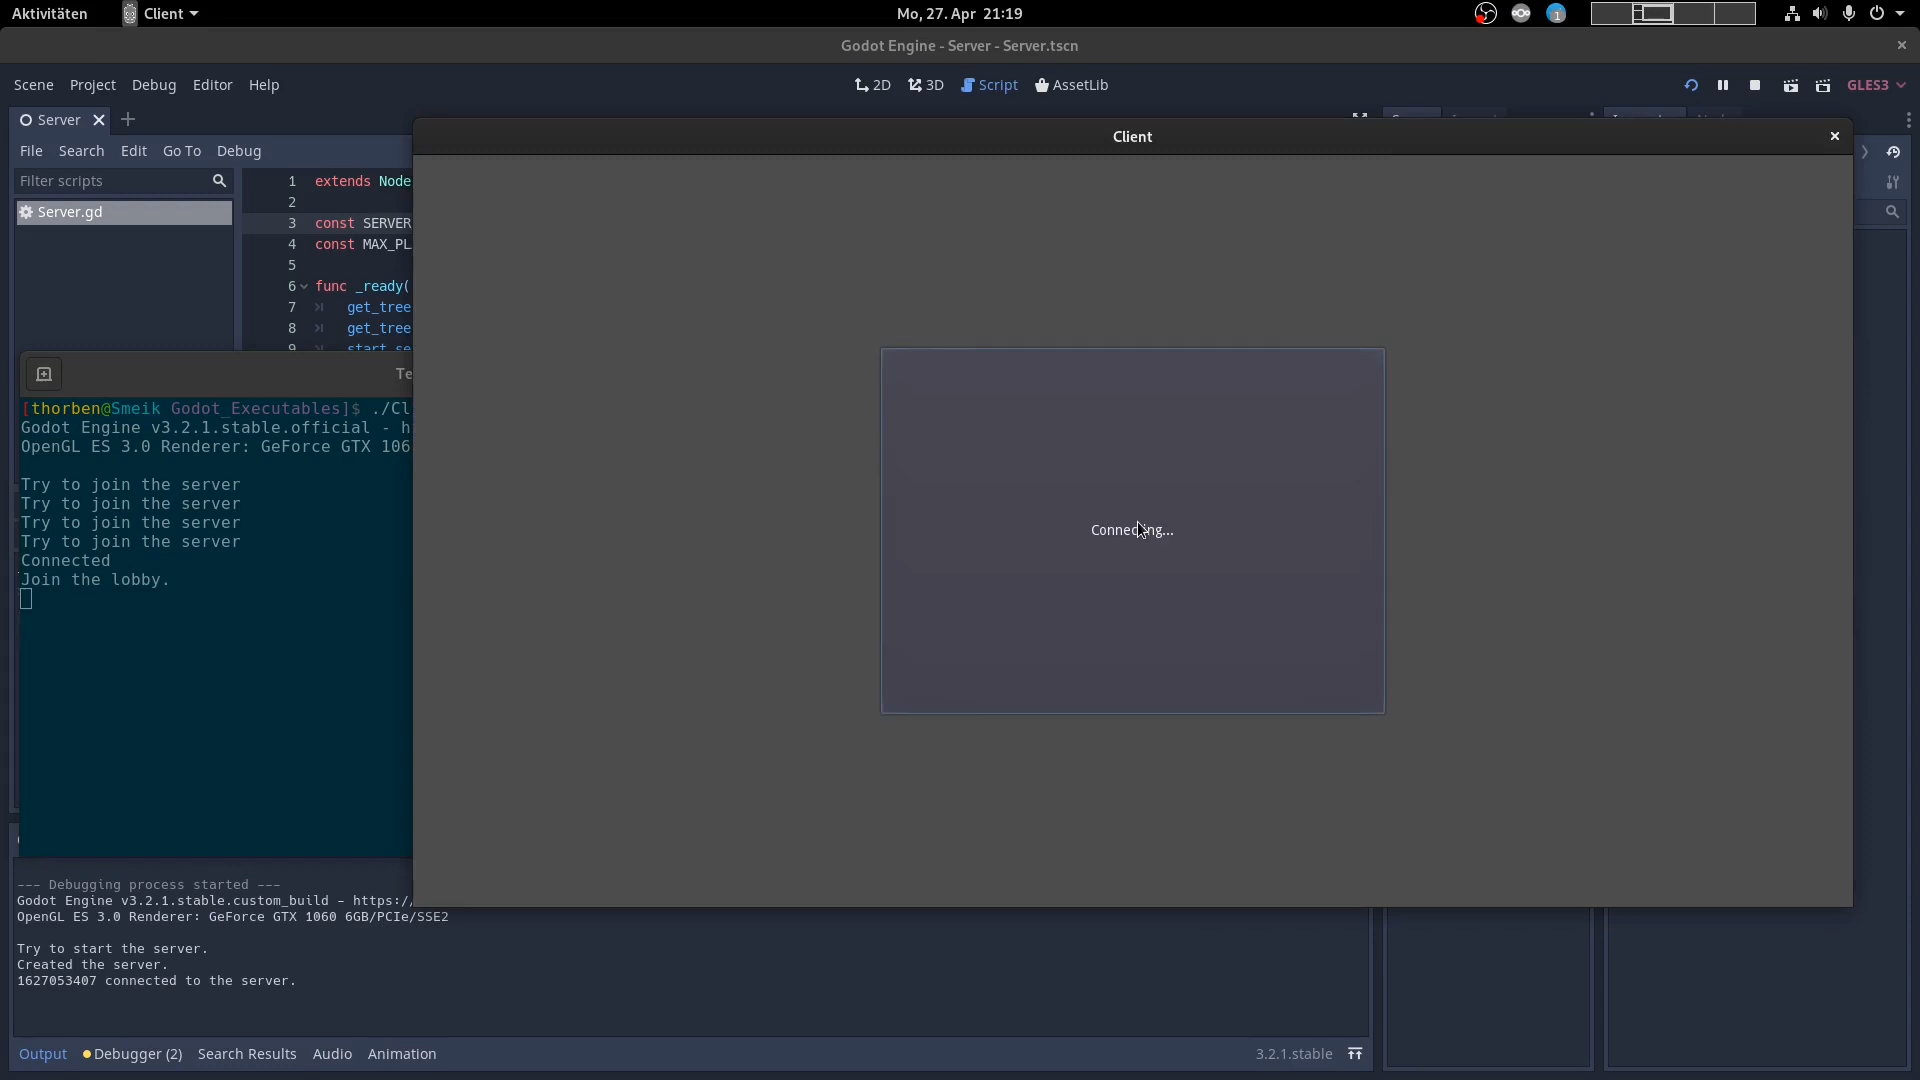 Aktivitäten Client Mo, 27. Apr 21:19 1
Godot Engine - Server - Server.tscn
Scene Project Debug Editor Help 2D 3D Script AssetLib GLES3
Server
Client
File Search Edit Go To Debug
Filter scripts
Server.gd
1 extends Node
2
3 const SERVER
4 const MAX_PL
5
6 func _ready(
7 get_tree
8 get_tree
9 start_se
Te
[thorben@Smeik Godot_Executables]$ ./Cl
Godot Engine v3.2.1.stable.official - h
OpenGL ES 3.0 Renderer: GeForce GTX 106
Try to join the server
Try to join the server
Try to join the server
Try to join the server
Connected
Join the lobby.
Connecting...
--- Debugging process started ---
Godot Engine v3.2.1.stable.custom_build - https:/
OpenGL ES 3.0 Renderer: GeForce GTX 1060 6GB/PCIe/SSE2
Try to start the server.
Created the server.
1627053407 connected to the server.
Output Debugger (2) Search Results Audio Animation 3.2.1.stable